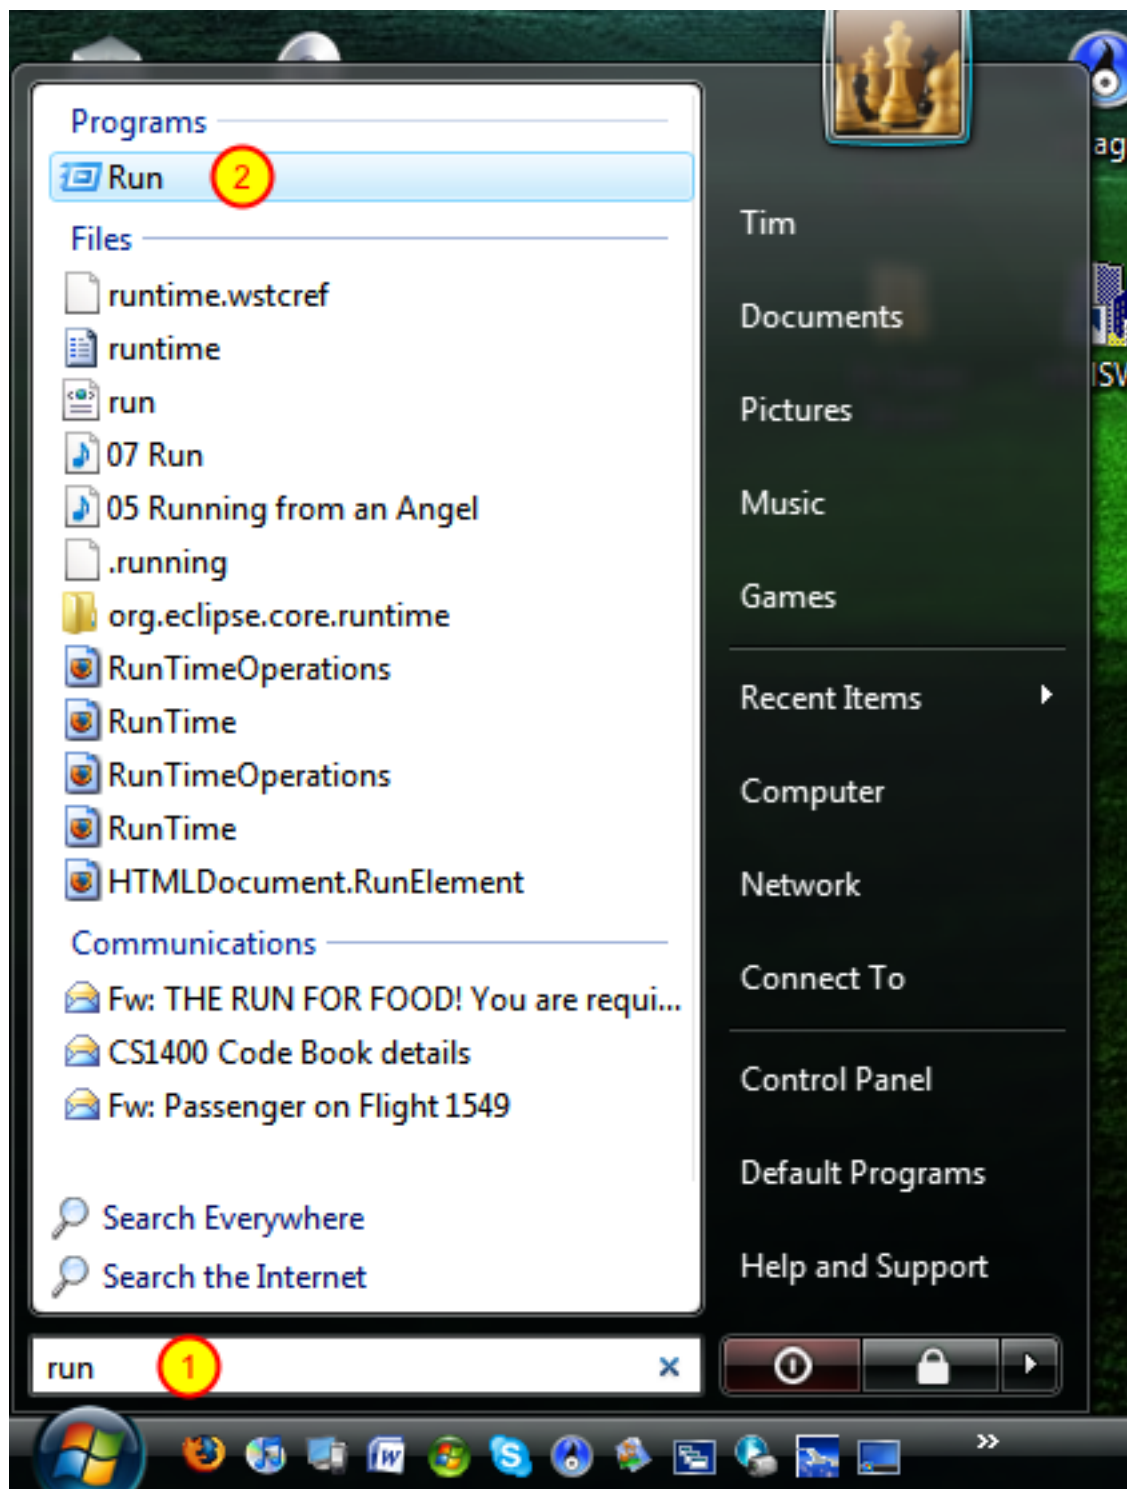 Programs
Run 2
Files
runtime.wstcref
runtime
run
07 Run
05 Running from an Angel
.running
org.eclipse.core.runtime
RunTimeOperations
RunTime
RunTimeOperations
RunTime
HTMLDocument.RunElement
Communications
Fw: THE RUN FOR FOOD! You are requi...
CS1400 Code Book details
Fw: Passenger on Flight 1549
Search Everywhere
Search the Internet
run 1
Tim
Documents
Pictures
Music
Games
Recent Items
Computer
Network
Connect To
Control Panel
Default Programs
Help and Support
ag